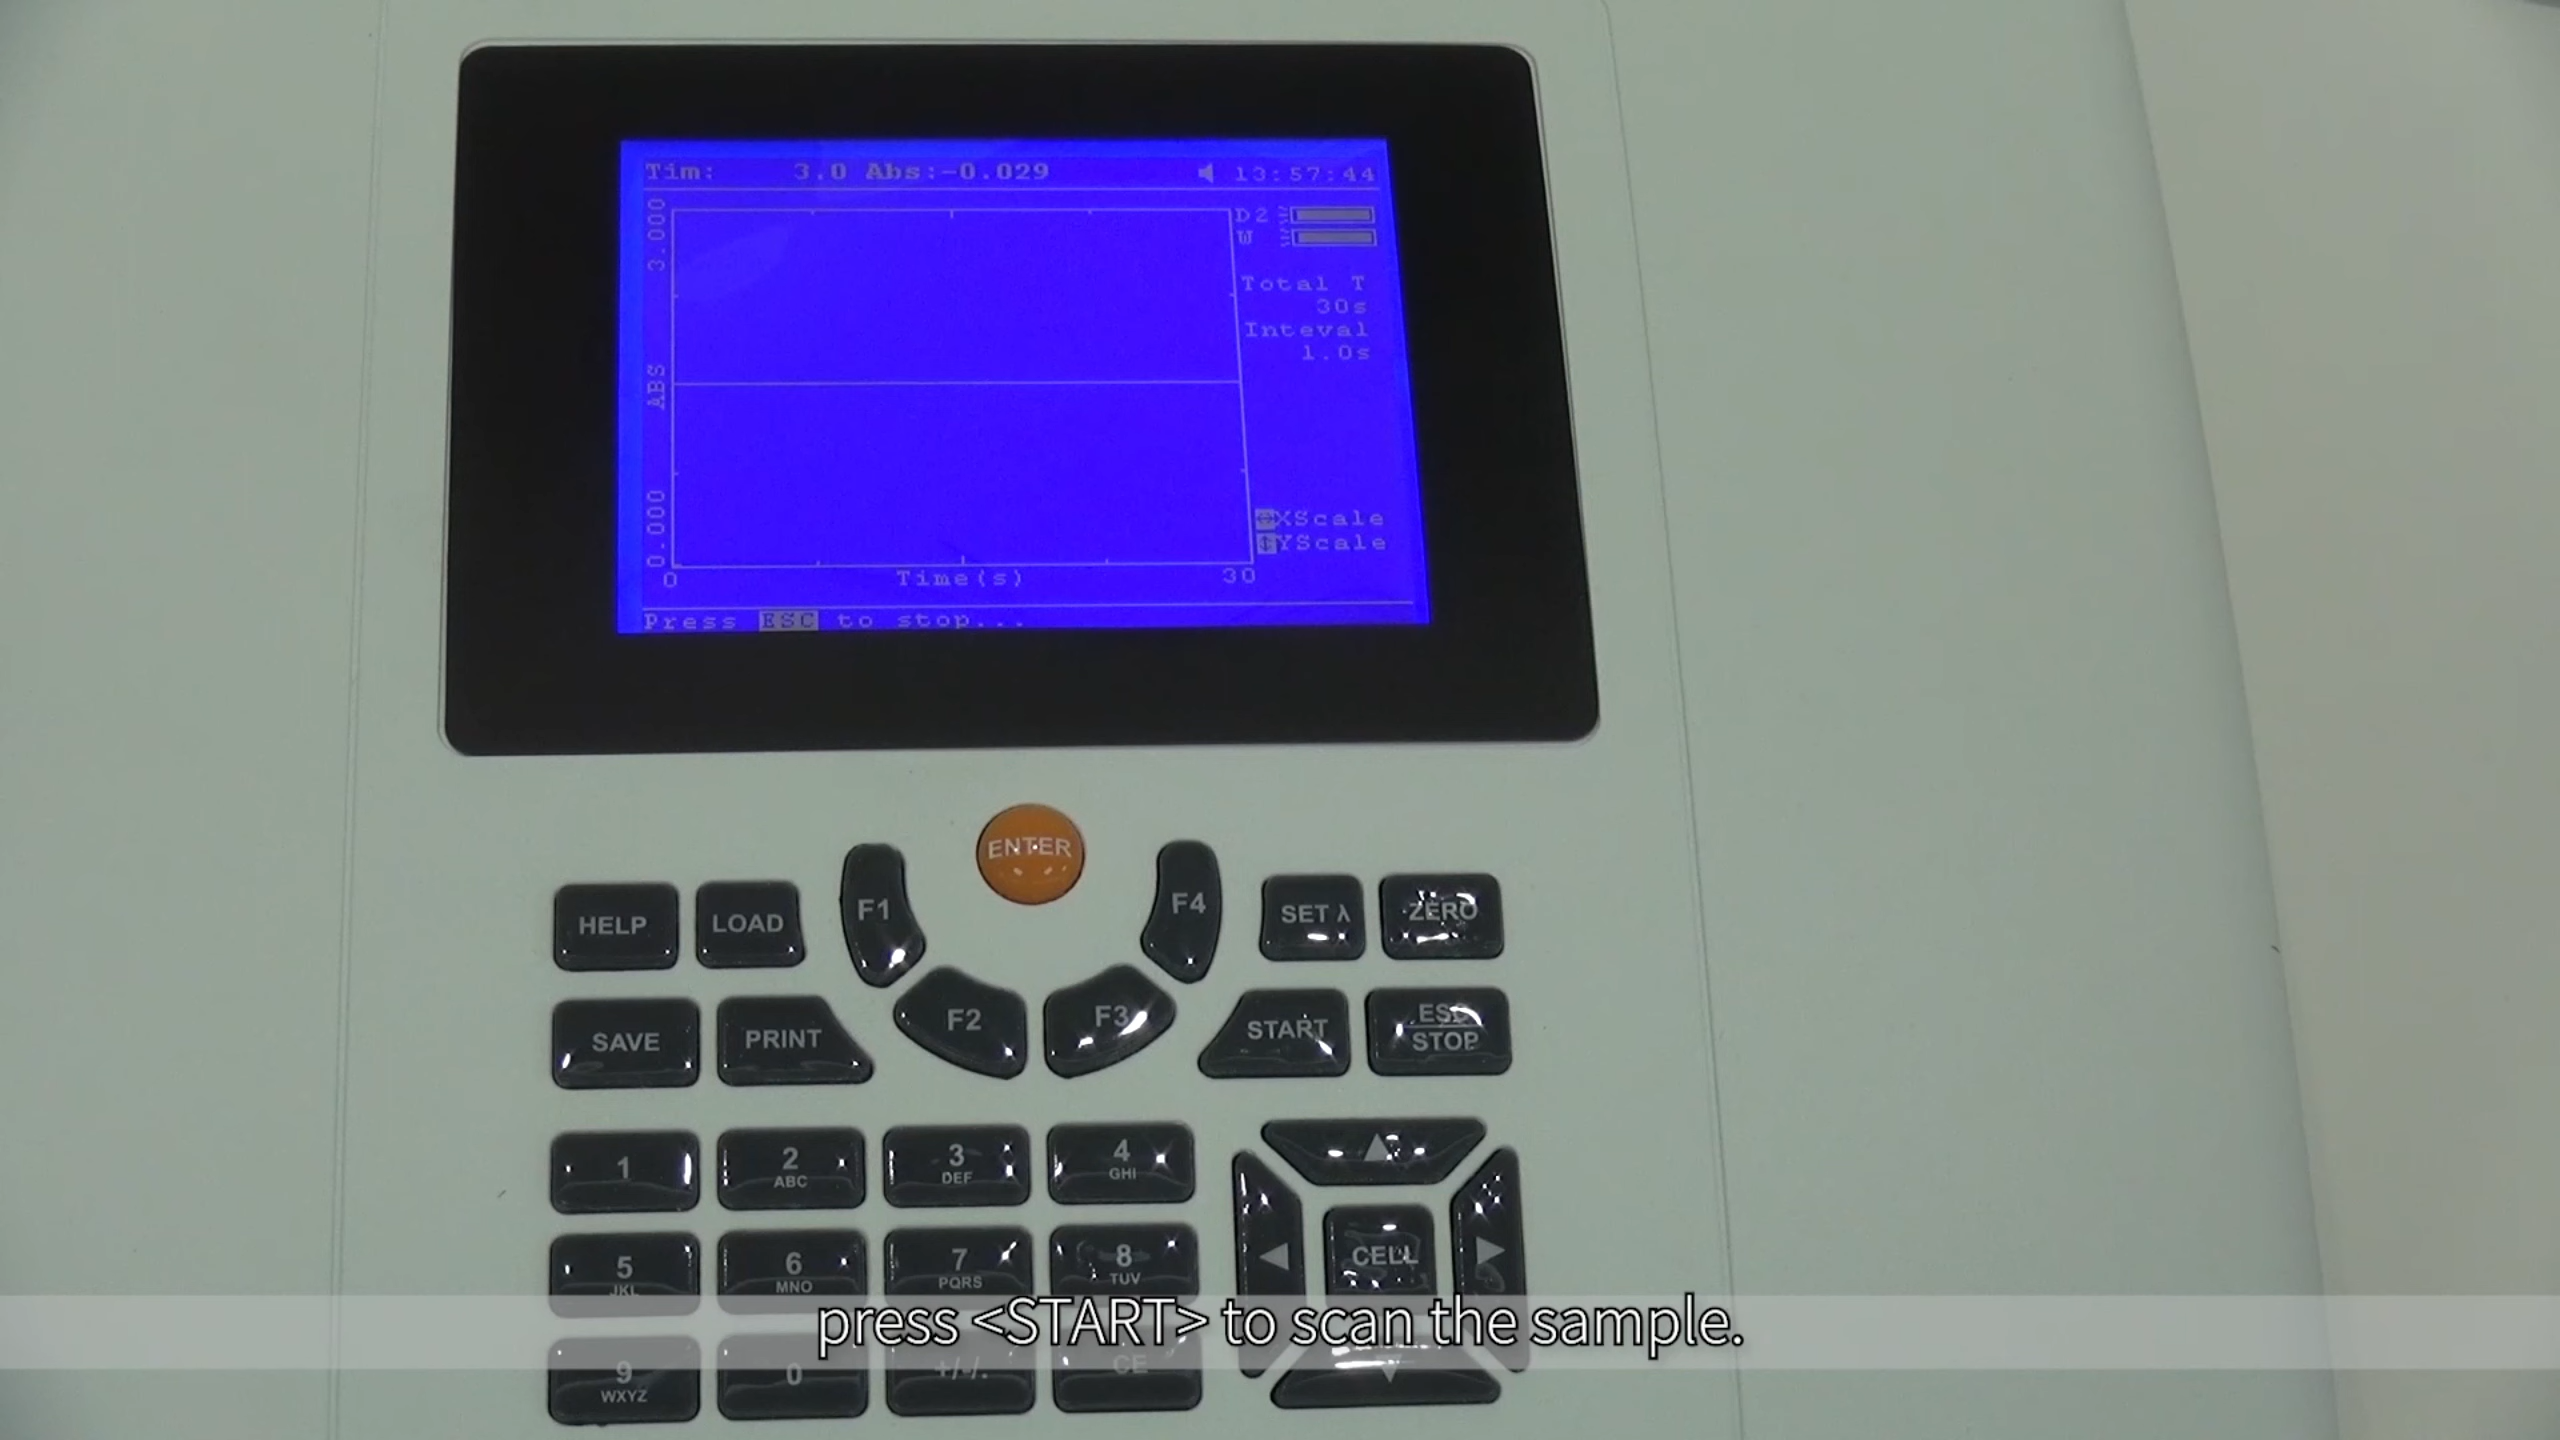 Tim: 3.0 Abs:-0.029 13:57:44
3.000
ABS
0.000
D2
W
Total T
30s
Inteval
1.0s
XScale
YScale
0 Time(s) 30
Press ESC to stop...
ENTER
HELP LOAD F1 F4 SET λ ZERO
SAVE PRINT F2 F3 START ESC
STOP
1 2 3 4
ABC DEF GHI
5 6 7 8 CELL
JKL MNO PQRS TUV
press <START> to scan the sample.
9 0 +/-/. CE
WXYZ